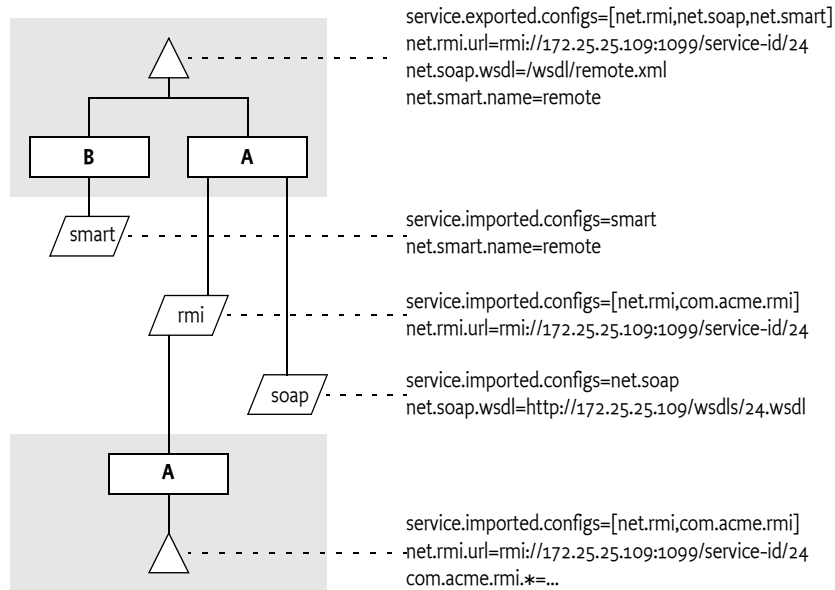 service.exported.configs=[net.rmi,net.soap,net.smart]
net.rmi.url=rmi://172.25.25.109:1099/service-id/24
net.soap.wsdl=/wsdl/remote.xml
net.smart.name=remote
B
A
smart
service.imported.configs=smart
net.smart.name=remote
rmi
service.imported.configs=[net.rmi,com.acme.rmi]
net.rmi.url=rmi://172.25.25.109:1099/service-id/24
soap
service.imported.configs=net.soap
net.soap.wsdl=http://172.25.25.109/wsdls/24.wsdl
A
service.imported.configs=[net.rmi,com.acme.rmi]
net.rmi.url=rmi://172.25.25.109:1099/service-id/24
com.acme.rmi.*=...